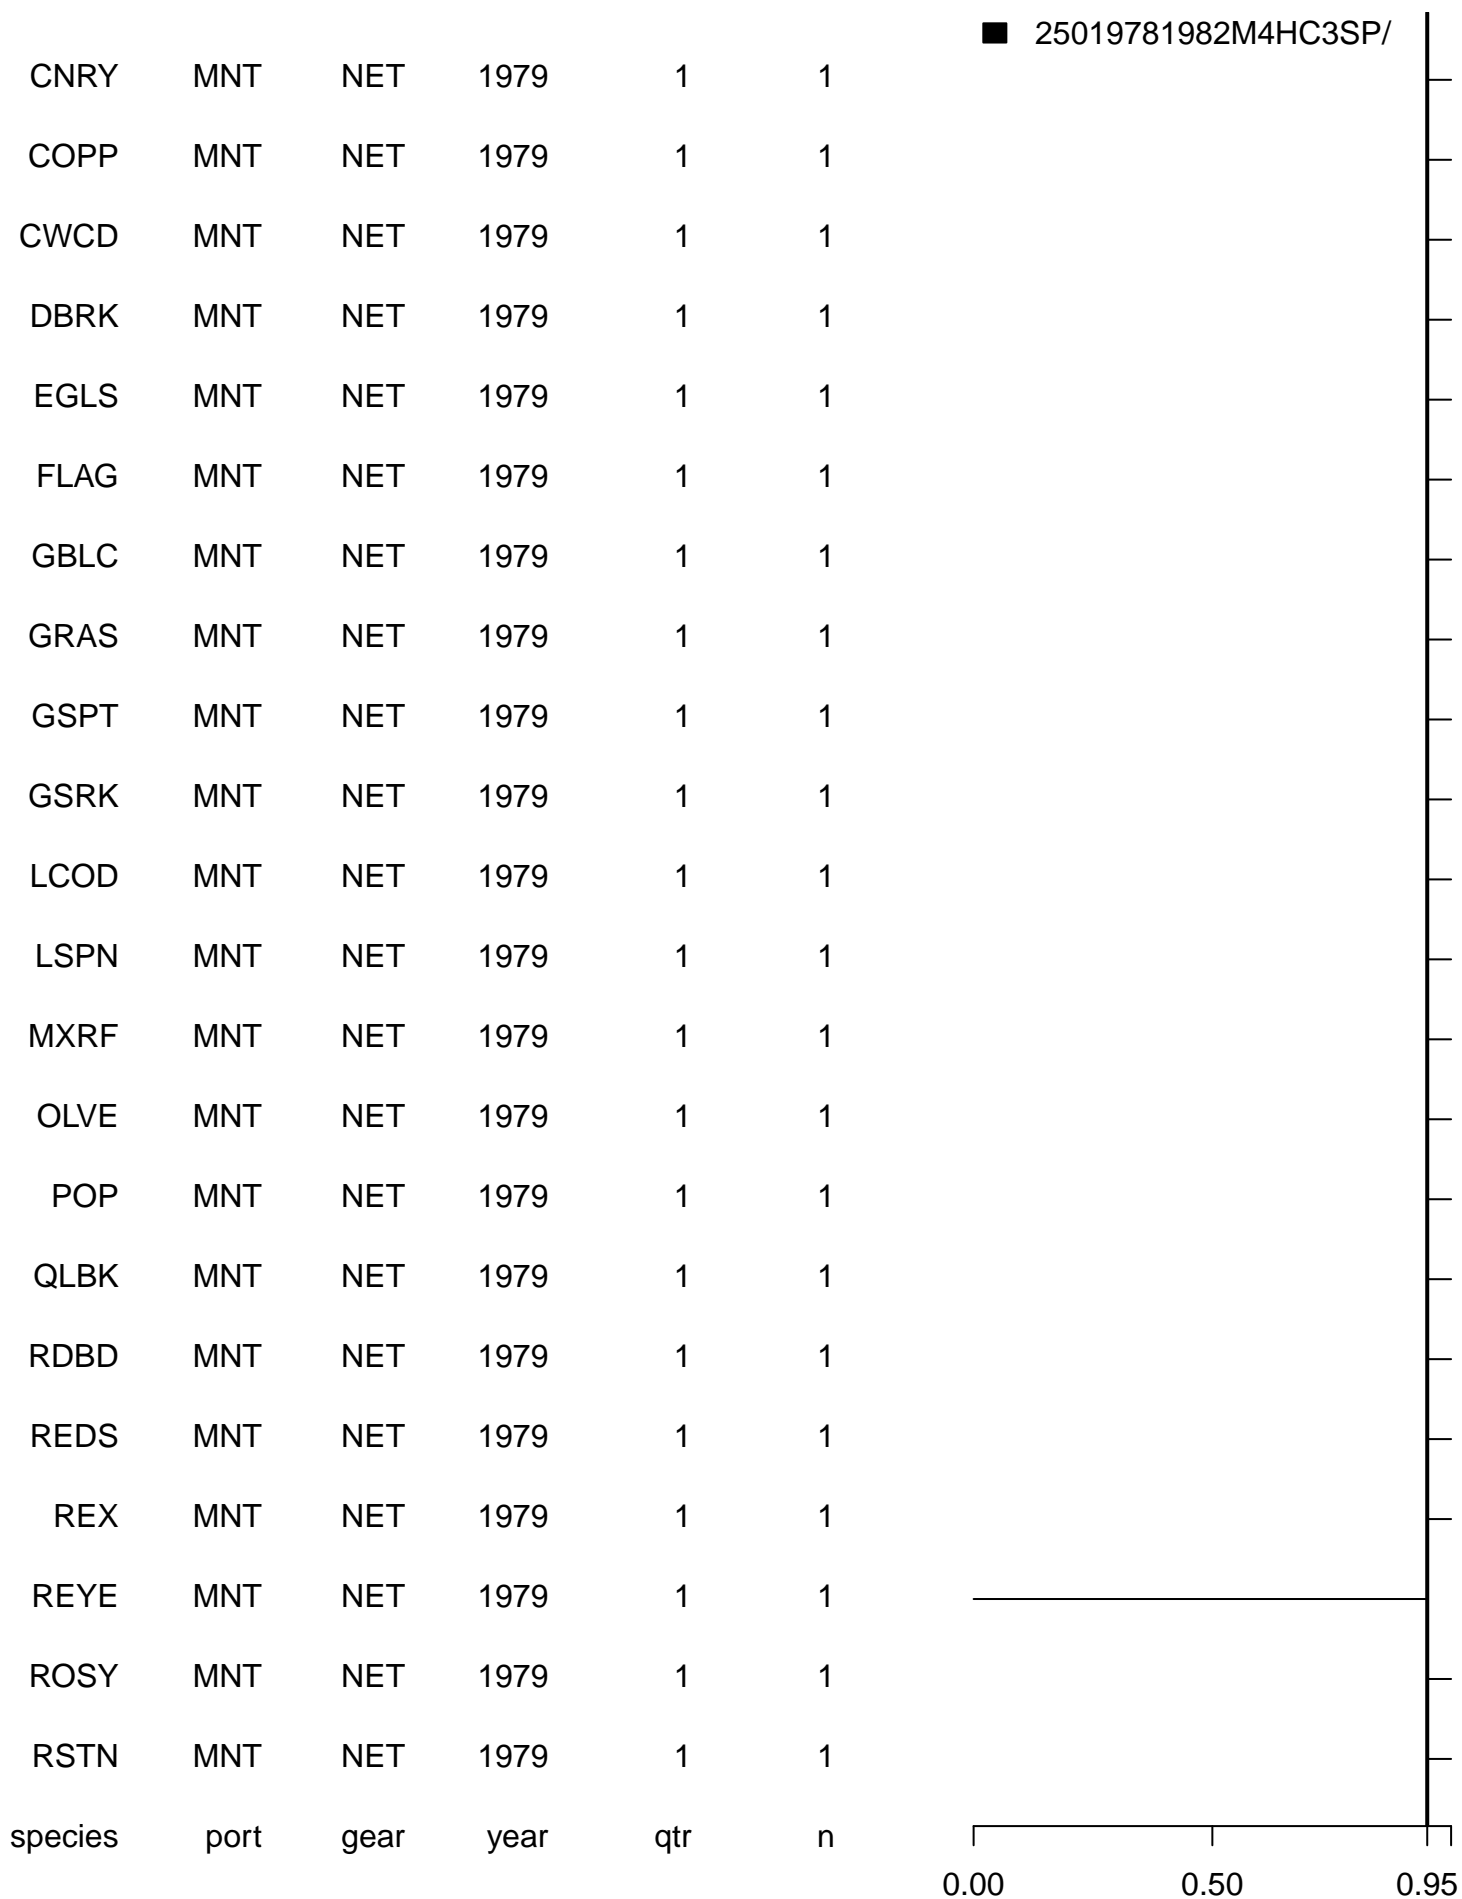 25019781982M4HC3SP/
CNRY MNT NET 1979 1 1
COPP MNT NET 1979 1 1
CWCD MNT NET 1979 1 1
DBRK MNT NET 1979 1 1
EGLS MNT NET 1979 1 1
FLAG MNT NET 1979 1 1
GBLC MNT NET 1979 1 1
GRAS MNT NET 1979 1 1
GSPT MNT NET 1979 1 1
GSRK MNT NET 1979 1 1
LCOD MNT NET 1979 1 1
LSPN MNT NET 1979 1 1
MXRF MNT NET 1979 1 1
OLVE MNT NET 1979 1 1
POP MNT NET 1979 1 1
QLBK MNT NET 1979 1 1
RDBD MNT NET 1979 1 1
REDS MNT NET 1979 1 1
REX MNT NET 1979 1 1
REYE MNT NET 1979 1 1
ROSY MNT NET 1979 1 1
RSTN MNT NET 1979 1 1
species port gear year qtr n
0.00 0.50 0.95